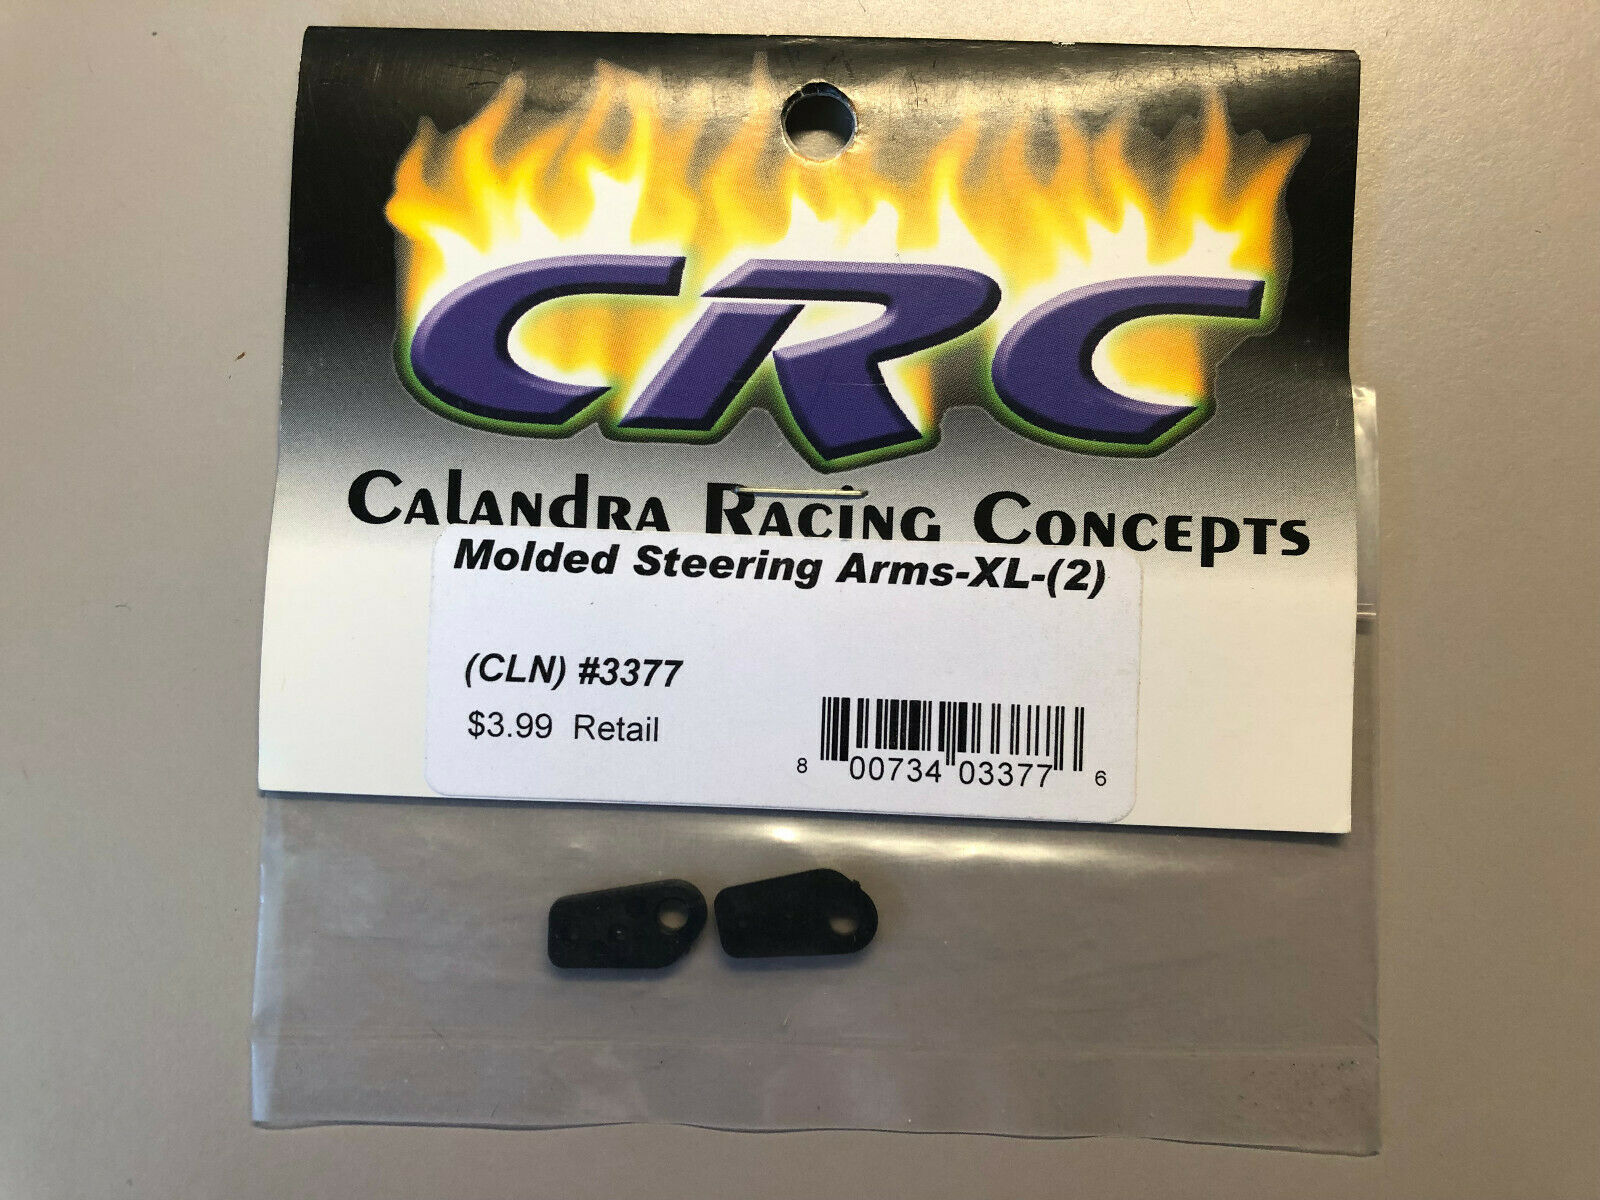 CRC
Calandra Racing Concepts
Molded Steering Arms-XL-(2)
(CLN) #3377
$3.99 Retail
8 00734 03377 6